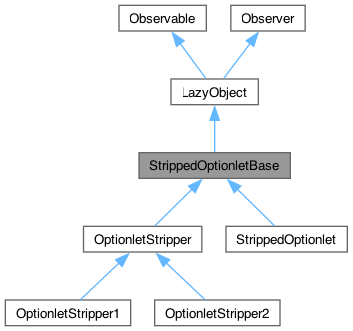 Observable
Observer
LazyObject
StrippedOptionletBase
OptionletStripper
StrippedOptionlet
OptionletStripper1
OptionletStripper2